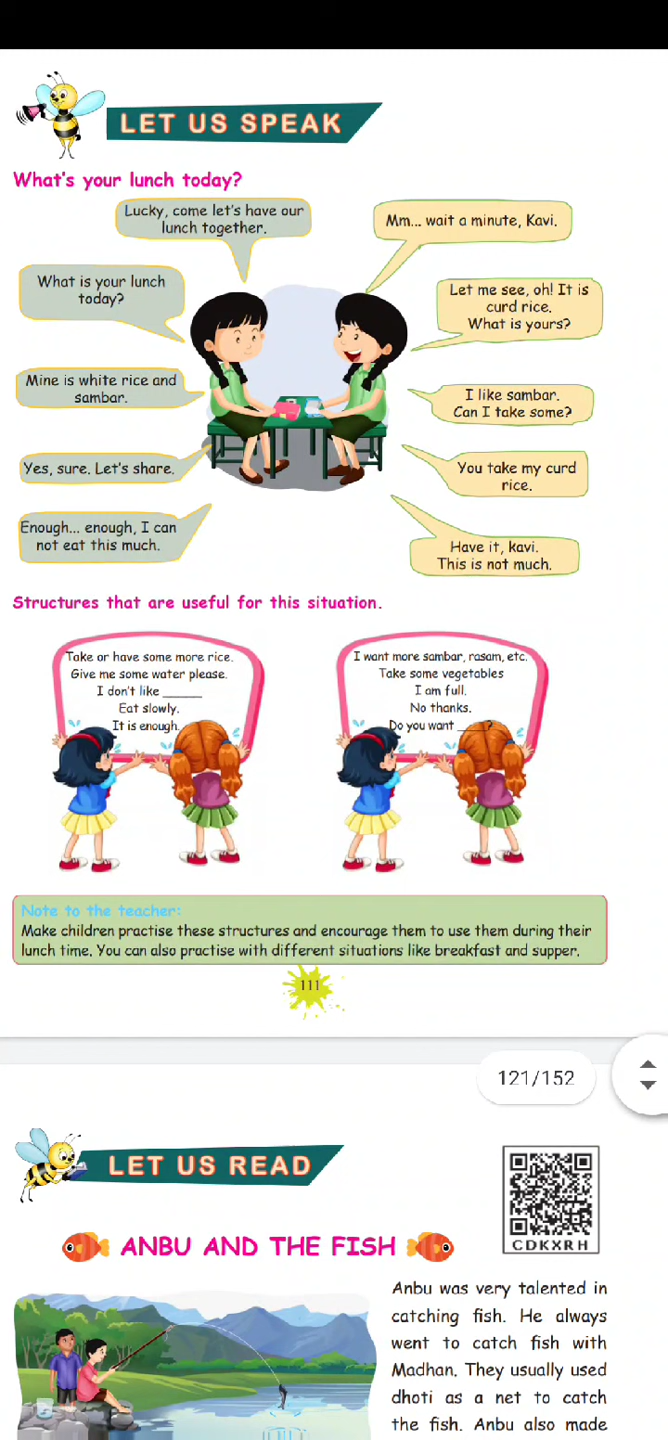 LET US SPEAK
What's your lunch today?
Lucky, come let's have our
lunch together.
Mm... wait a minute, Kavi.
What is your lunch
today?
Let me see, oh! It is
curd rice.
What is yours?
Mine is white rice and
sambar.
I like sambar.
Can I take some?
Yes, sure. Let's share.
You take my curd
rice.
Enough... enough, I can
not eat this much.
Have it, kavi.
This is not much.
Structures that are useful for this situation.
Take or have some more rice.
Give me some water please.
I don't like ______
Eat slowly.
It is enough.
I want more sambar, rasam, etc.
Take some vegetables
I am full.
No thanks.
Do you want _____?
Note to the teacher:
Make children practise these structures and encourage them to use them during their
lunch time. You can also practise with different situations like breakfast and supper.
111
121/152
LET US READ
CDKXRH
ANBU AND THE FISH
Anbu was very talented in
catching fish. He always
went to catch fish with
Madhan. They usually used
dhoti as a net to catch
the fish. Anbu also made